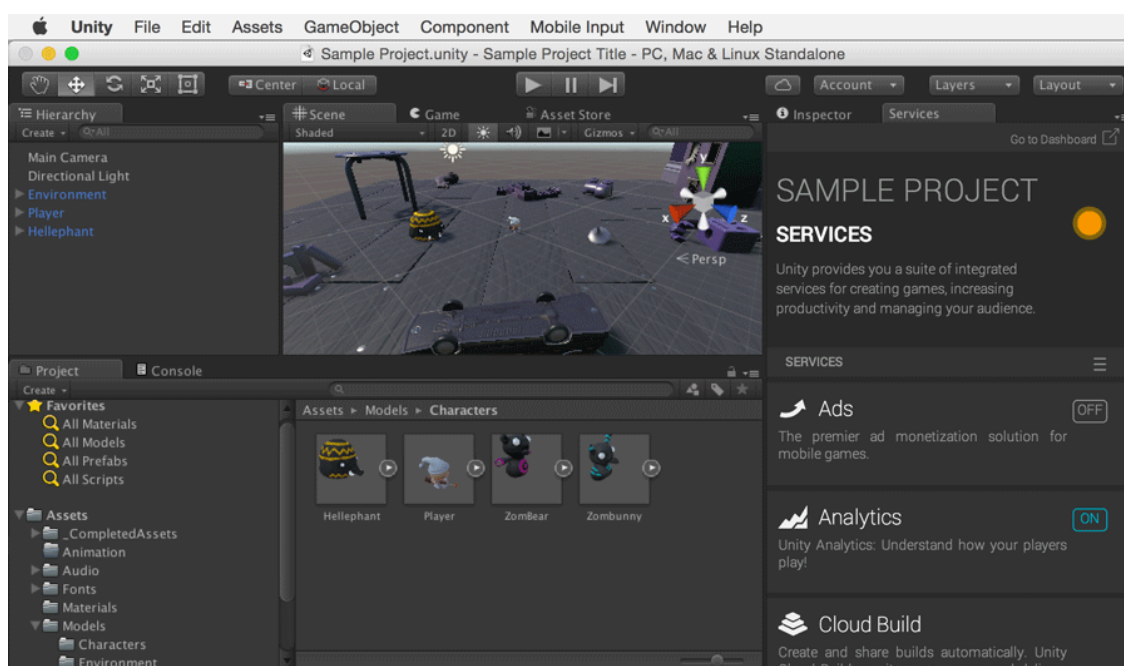 Unity File Edit Assets GameObject Component Mobile Input Window Help
Sample Project.unity - Sample Project Title - PC, Mac & Linux Standalone
Center Local Account Layers Layout
Hierarchy
Create All
Main Camera
Directional Light
Environment
Player
Hellephant
Scene Game Asset Store
Shaded 2D Gizmos All
y
x z
Persp
Project Console
Create
Favorites
All Materials
All Models
All Prefabs
All Scripts
Assets
_CompletedAssets
Animation
Audio
Fonts
Materials
Models
Characters
Environment
Assets Models Characters
Hellephant Player ZomBear Zombunny
Inspector Services
Go to Dashboard
SAMPLE PROJECT
SERVICES
Unity provides you a suite of integrated
services for creating games, increasing
productivity and managing your audience.
SERVICES
Ads OFF
The premier ad monetization solution for
mobile games.
Analytics ON
Unity Analytics: Understand how your players
play!
Cloud Build
Create and share builds automatically. Unity